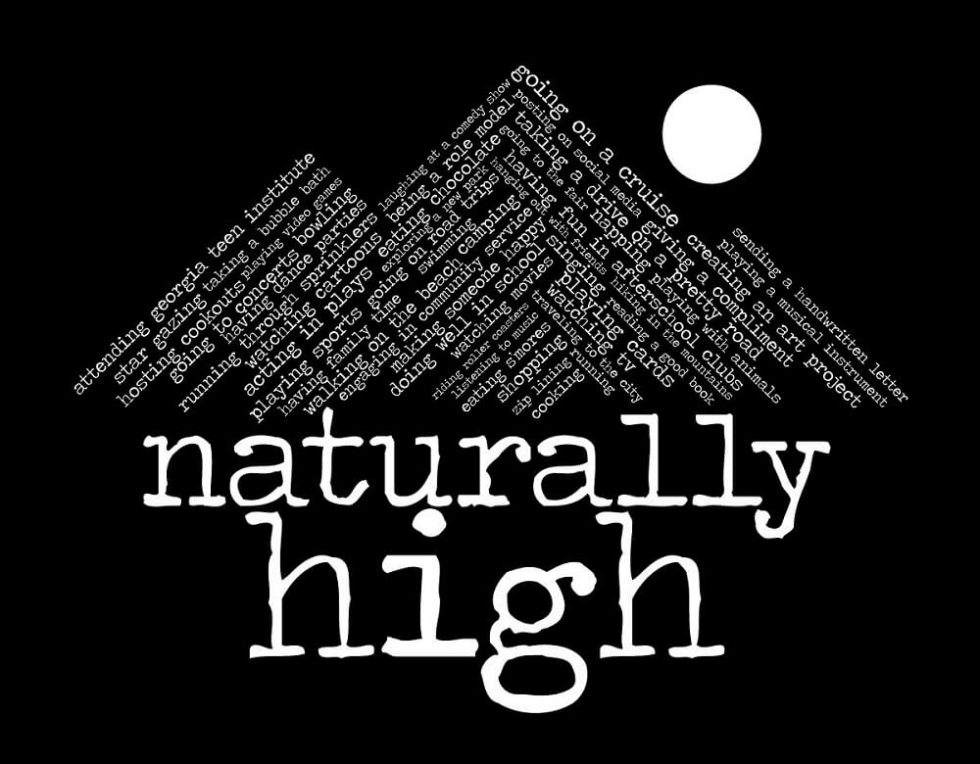 attending georgia teen institute
star gazing
taking a bubble bath
hosting cookouts
playing video games
going to concerts
bowling
having dance parties
running through sprinklers
laughing at a comedy show
watching cartoons
being a role model
acting in plays
eating chocolate
exploring a new park
playing sports
going on road trips
having family time
swimming
walking on the beach
camping
engaging in community service
making someone happy
doing well in school
watching movies
riding roller coasters
listening to music
eating smores
shopping
zip lining
running
cooking
going on a cruise
giving a compliment
posting on social media
creating an art project
taking a drive on a pretty road
going to the fair
napping
playing with animals
having fun in afterschool clubs
hanging out with friends
hiking in the mountains
singing
reading a good book
playing cards
watching tv
traveling to the city
sending a handwritten letter
playing a musical instrument
naturally
high